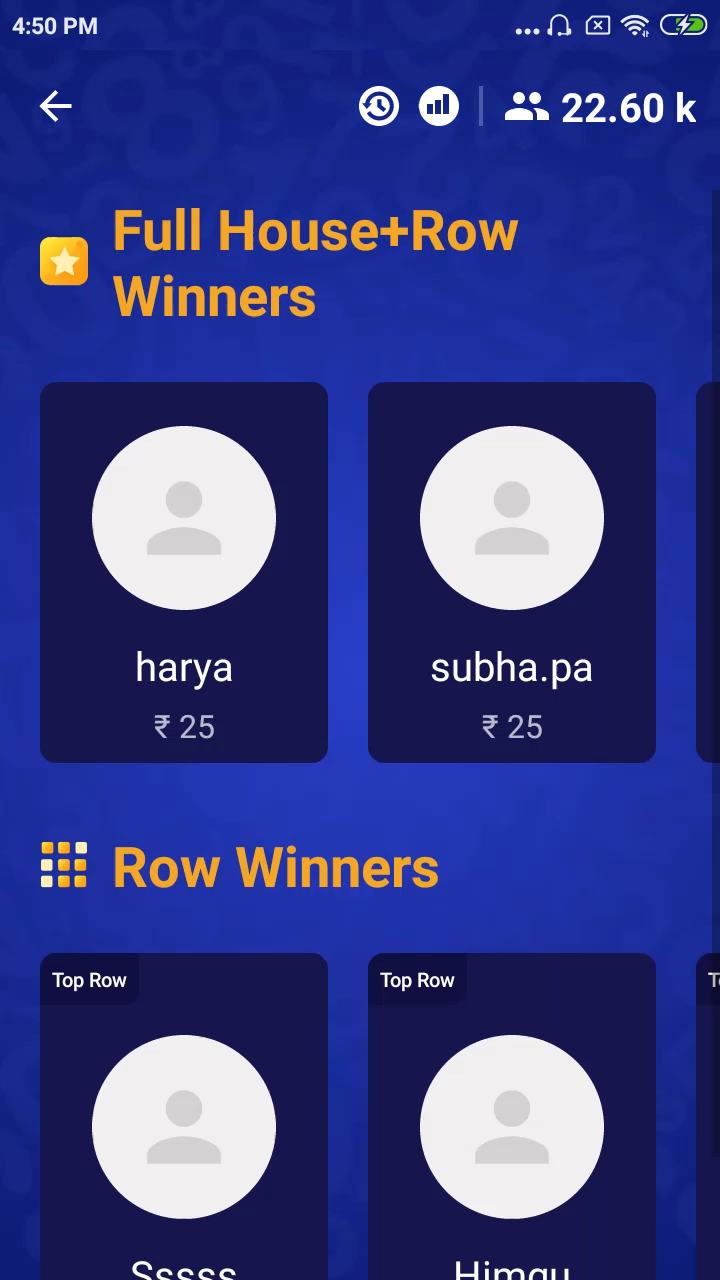 4:50 PM
22.60 k
Full House+Row
Winners
harya
subha.pa
₹ 25
₹ 25
Row Winners
Top Row
Top Row
Sssss